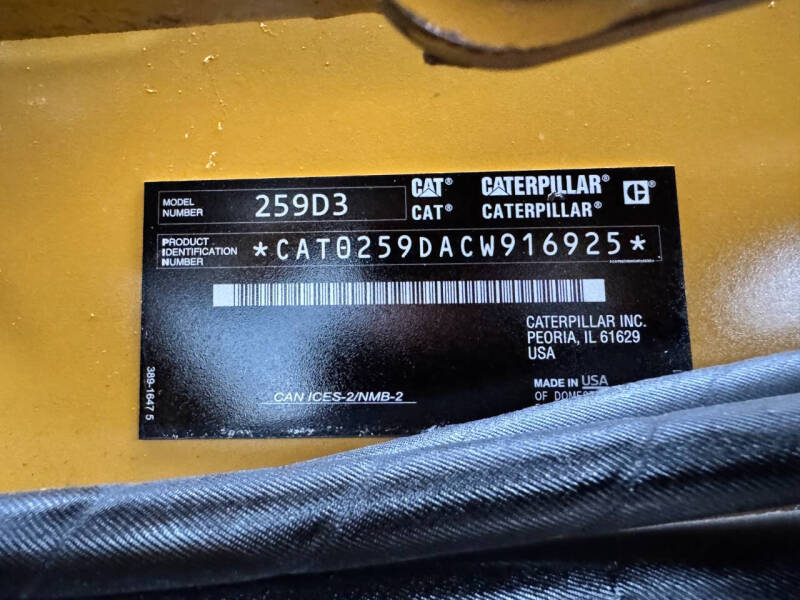 MODEL NUMBER 259D3
CAT® CATERPILLAR®
CAT® CATERPILLAR®
PRODUCT IDENTIFICATION NUMBER *CAT0259DACW916925*
CATERPILLAR INC.
PEORIA, IL 61629
USA
MADE IN USA
389-1647 5
CAN ICES-2/NMB-2